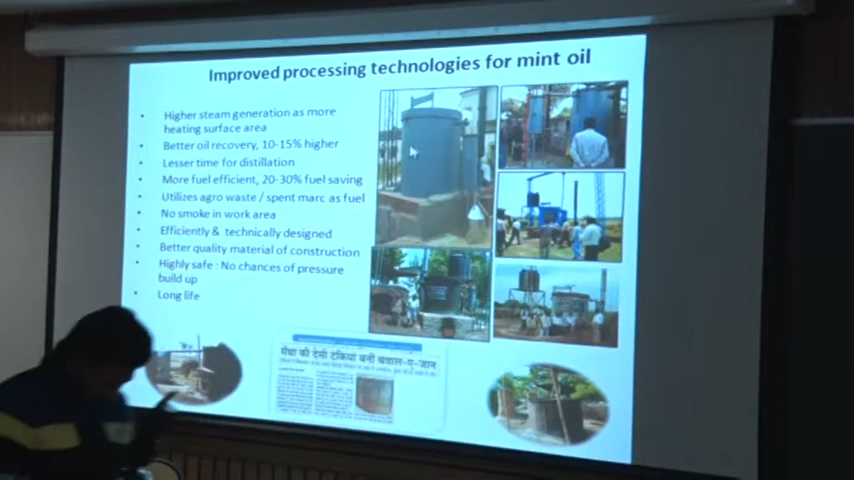 Improved processing technologies for mint oil
• Higher steam generation as more
heating surface area
• Better oil recovery, 10-15% higher
• Lesser time for distillation
• More fuel efficient, 20-30% fuel saving
• Utilizes agro waste / spent marc as fuel
• No smoke in work area
• Efficiently & technically designed
• Better quality material of construction
• Highly safe : No chances of pressure
build up
• Long life
मेंथा की देसी टंकियां बनी बवाल-ए-जान